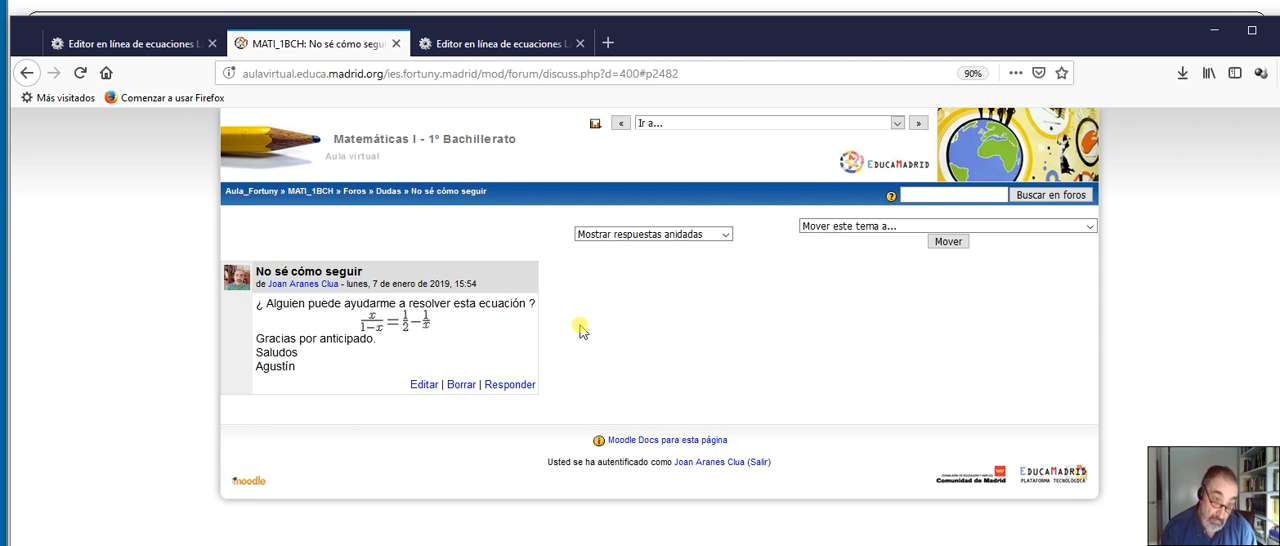 Editor en línea de ecuaciones L
MATI_1BCH: No sé cómo segu
Editor en línea de ecuaciones L
aulavirtual.educa.madrid.org/ies.fortuny.madrid/mod/forum/discuss.php?d=400#p2482
90%
Más visitados
Comenzar a usar Firefox
Matemáticas I - 1º Bachillerato
Aula virtual
«
Ir a...
»
EDUCAMADRID
Aula_Fortuny » MATI_1BCH » Foros » Dudas » No sé cómo seguir
?
Buscar en foros
Mostrar respuestas anidadas
Mover este tema a...
Mover
No sé cómo seguir
de Joan Aranes Clua - lunes, 7 de enero de 2019, 15:54
¿ Alguien puede ayudarme a resolver esta ecuación ?
x/(1−x) = 1/2 − 1/x
Gracias por anticipado.
Saludos
Agustín
Editar | Borrar | Responder
Moodle Docs para esta página
Usted se ha autentificado como Joan Aranes Clua (Salir)
moodle
Comunidad de Madrid
EDUCAMADRID
PLATAFORMA TECNOLÓGICA